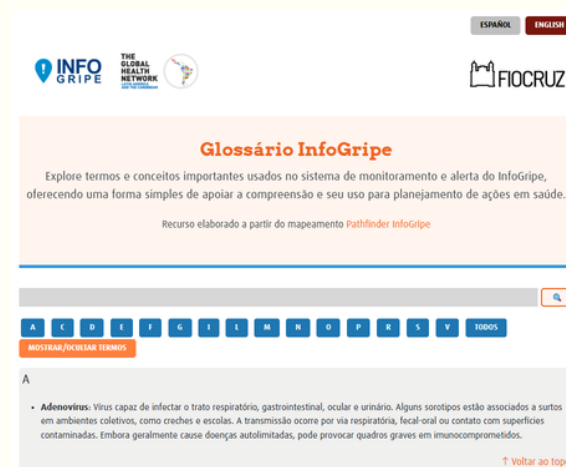 ESPAÑOL ENGLISH
INFO
GRIPE
THE
GLOBAL
HEALTH
NETWORK
LATIN AMERICA
AND THE CARIBBEAN
FIOCRUZ
Glossário InfoGripe
Explore termos e conceitos importantes usados no sistema de monitoramento e alerta do InfoGripe,
oferecendo uma forma simples de apoiar a compreensão e seu uso para planejamento de ações em saúde.
Recurso elaborado a partir do mapeamento Pathfinder InfoGripe
A C D E F G I L M N O P R S V TODOS
MOSTRAR/OCULTAR TERMOS
A
• Adenovírus: Vírus capaz de infectar o trato respiratório, gastrointestinal, ocular e urinário. Alguns sorotipos estão associados a surtos
em ambientes coletivos, como creches e escolas. A transmissão ocorre por via respiratória, fecal-oral ou contato com superfícies
contaminadas. Embora geralmente cause doenças autolimitadas, pode provocar quadros graves em imunocomprometidos.
↑ Voltar ao topo